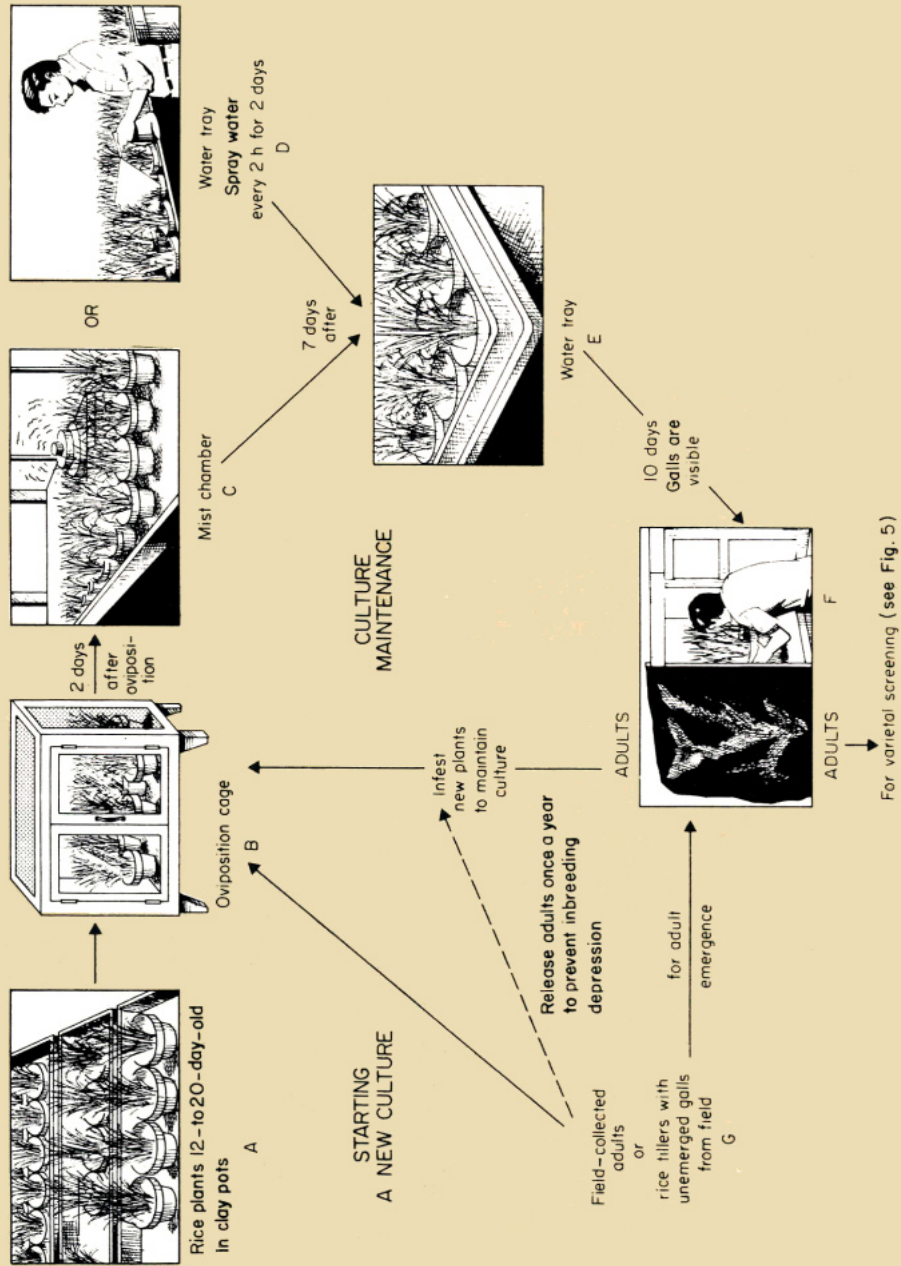 Rice plants 12-to 20-day-old
in clay pots
A
Oviposition cage
B
2 days
after
oviposi-
tion
Mist chamber
C
OR
Water tray
Spray water
every 2 h for 2 days
D
7 days
after
Water tray
E
10 days
Galls are
visible
CULTURE
MAINTENANCE
STARTING
A NEW CULTURE
Infest
new plants
to maintain
culture
Release adults once a year
to prevent inbreeding
depression
Field-collected
adults
or
rice tillers with
unemerged galls
from field
G
for adult
emergence
ADULTS
ADULTS
F
For varietal screening (see Fig. 5)